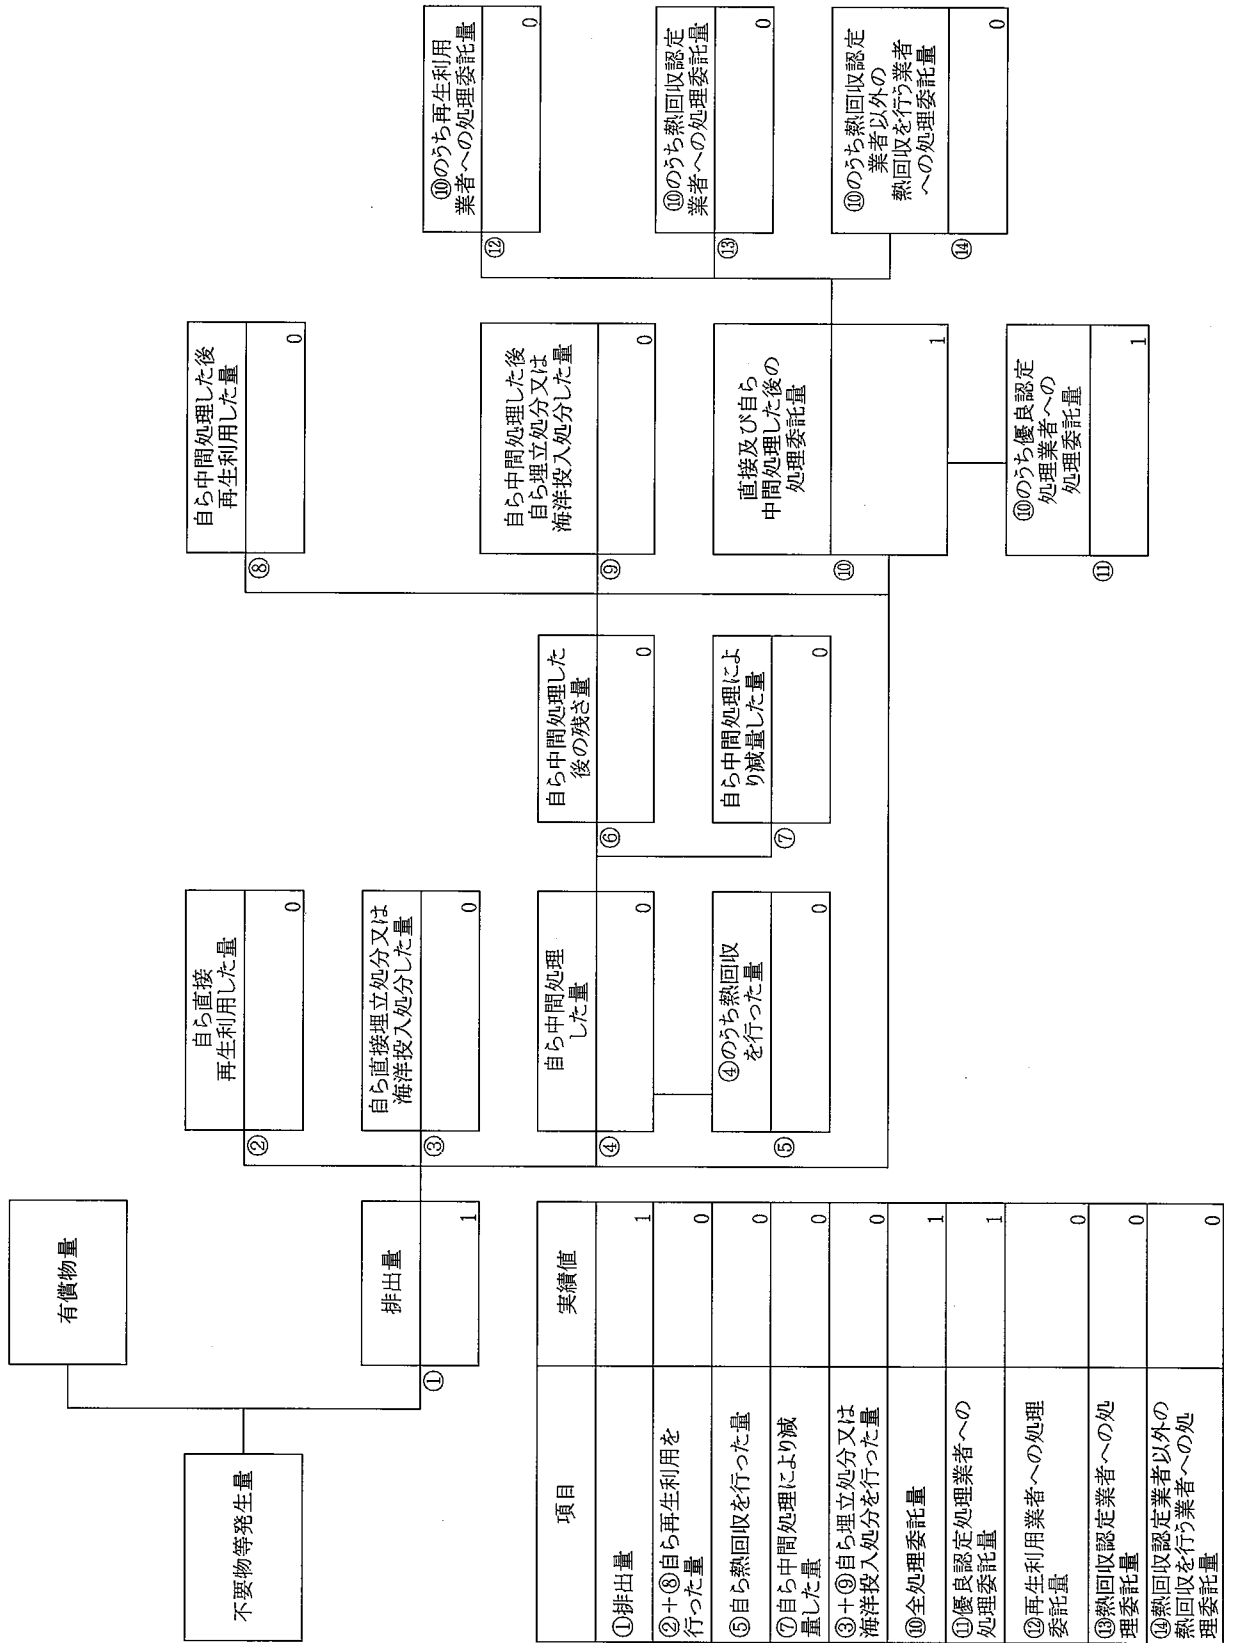 不要物等発生量
有償物量
排出量
①
1
自ら直接
再生利用した量
②
0
自ら直接埋立処分又は
海洋投入処分した量
③
0
自ら中間処理
した量
④
0
④のうち熱回収
を行った量
⑤
0
自ら中間処理した
後の残さ量
⑥
0
自ら中間処理によ
り減量した量
⑦
0
自ら中間処理した後
再生利用した量
⑧
0
自ら中間処理した後
自ら埋立処分又は
海洋投入処分した量
⑨
0
直接及び自ら
中間処理した後の
処理委託量
⑩
1
⑩のうち優良認定
処理業者への
処理委託量
⑪
1
⑩のうち再生利用
業者への処理委託量
⑫
0
⑩のうち熱回収認定
業者への処理委託量
⑬
0
⑩のうち熱回収認定
業者以外の
熱回収を行う業者
への処理委託量
⑭
0
項目
実績値
①排出量
1
②+⑧自ら再生利用を
行った量
0
⑤自ら熱回収を行った量
0
⑦自ら中間処理により減
量した量
0
③+⑨自ら埋立処分又は
海洋投入処分を行った量
0
⑩全処理委託量
1
⑪優良認定処理業者への
処理委託量
1
⑫再生利用業者への処理
委託量
0
⑬熱回収認定業者への処
理委託量
0
⑭熱回収認定業者以外の
熱回収を行う業者への処
理委託量
0